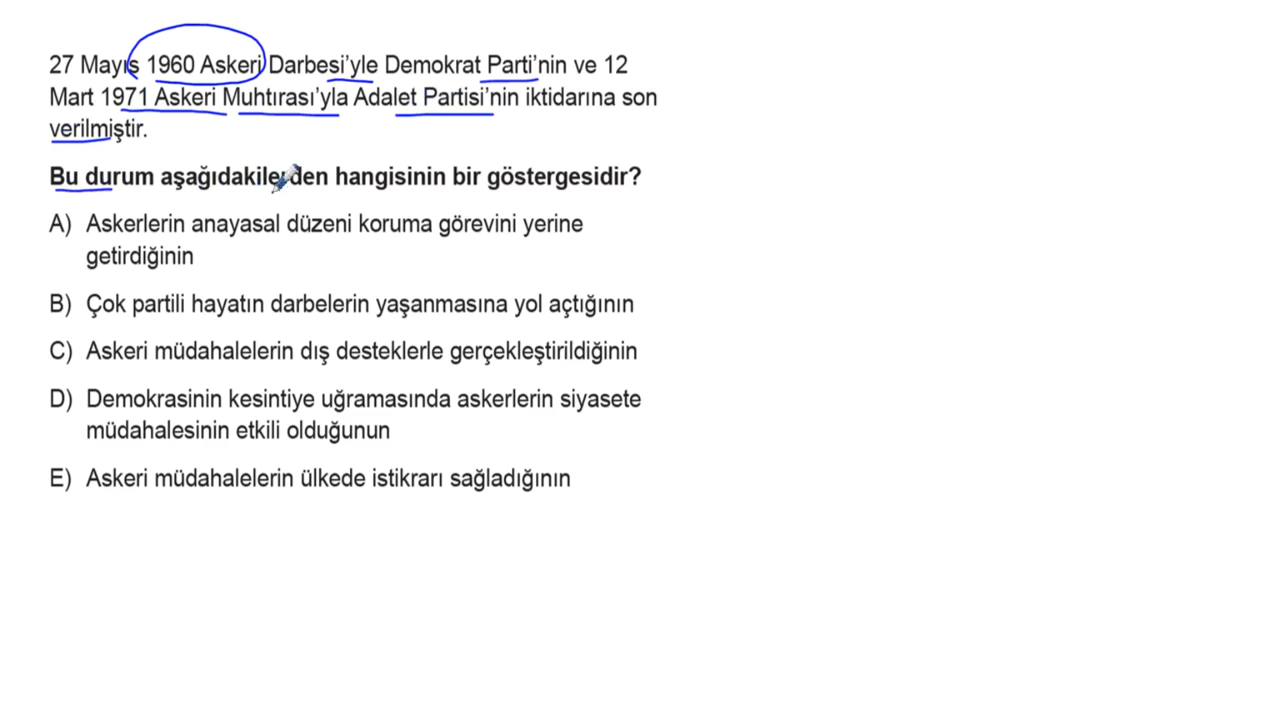 27 Mayıs 1960 Askeri Darbesi'yle Demokrat Parti'nin ve 12
Mart 1971 Askeri Muhtırası'yla Adalet Partisi'nin iktidarına son
verilmiştir.
Bu durum aşağıdakilerden hangisinin bir göstergesidir?
A) Askerlerin anayasal düzeni koruma görevini yerine
getirdiğinin
B) Çok partili hayatın darbelerin yaşanmasına yol açtığının
C) Askeri müdahalelerin dış desteklerle gerçekleştirildiğinin
D) Demokrasinin kesintiye uğramasında askerlerin siyasete
müdahalesinin etkili olduğunun
E) Askeri müdahalelerin ülkede istikrarı sağladığının